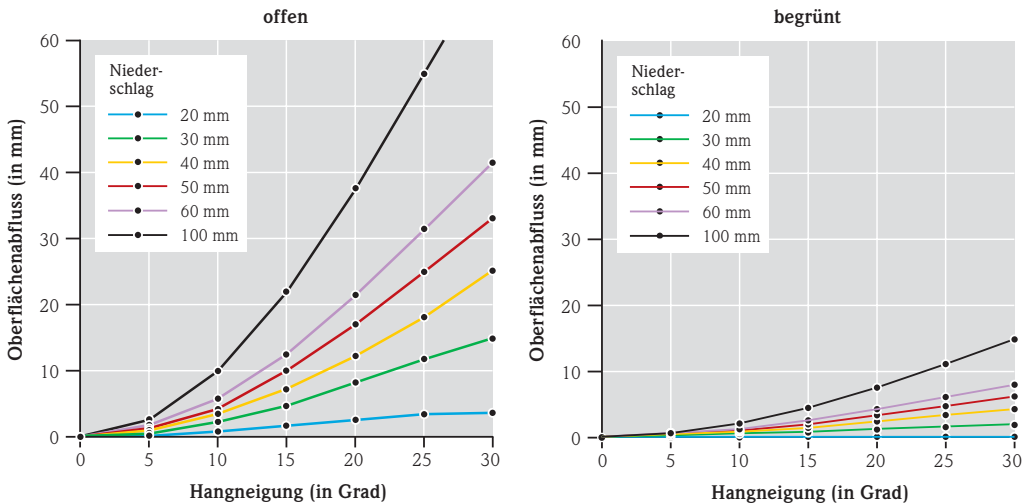 offen
60
50
40
30
20
10
0
Oberflächenabfluss (in mm)
Nieder-
schlag
20 mm
30 mm
40 mm
50 mm
60 mm
100 mm
0 5 10 15 20 25 30
Hangneigung (in Grad)
begrünt
60
50
40
30
20
10
0
Oberflächenabfluss (in mm)
Nieder-
schlag
20 mm
30 mm
40 mm
50 mm
60 mm
100 mm
0 5 10 15 20 25 30
Hangneigung (in Grad)